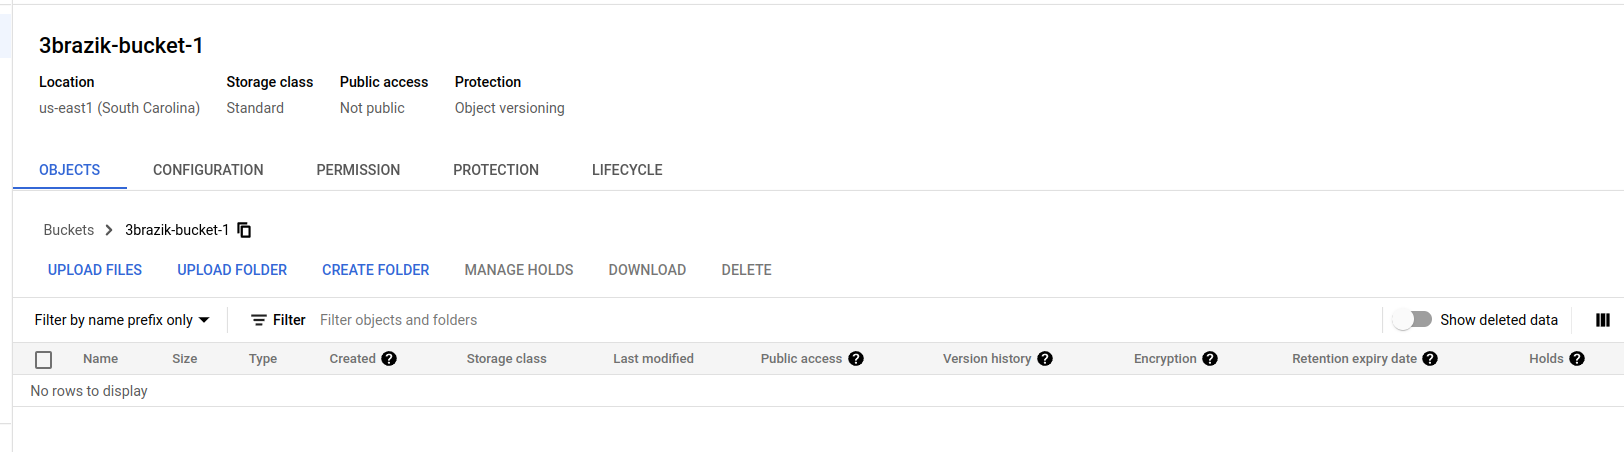 3brazik-bucket-1
Location Storage class Public access Protection
us-east1 (South Carolina) Standard Not public Object versioning
OBJECTS CONFIGURATION PERMISSION PROTECTION LIFECYCLE
Buckets > 3brazik-bucket-1
UPLOAD FILES UPLOAD FOLDER CREATE FOLDER MANAGE HOLDS DOWNLOAD DELETE
Filter by name prefix only Filter Filter objects and folders Show deleted data
Name Size Type Created ? Storage class Last modified Public access ? Version history ? Encryption ? Retention expiry date ? Holds ?
No rows to display